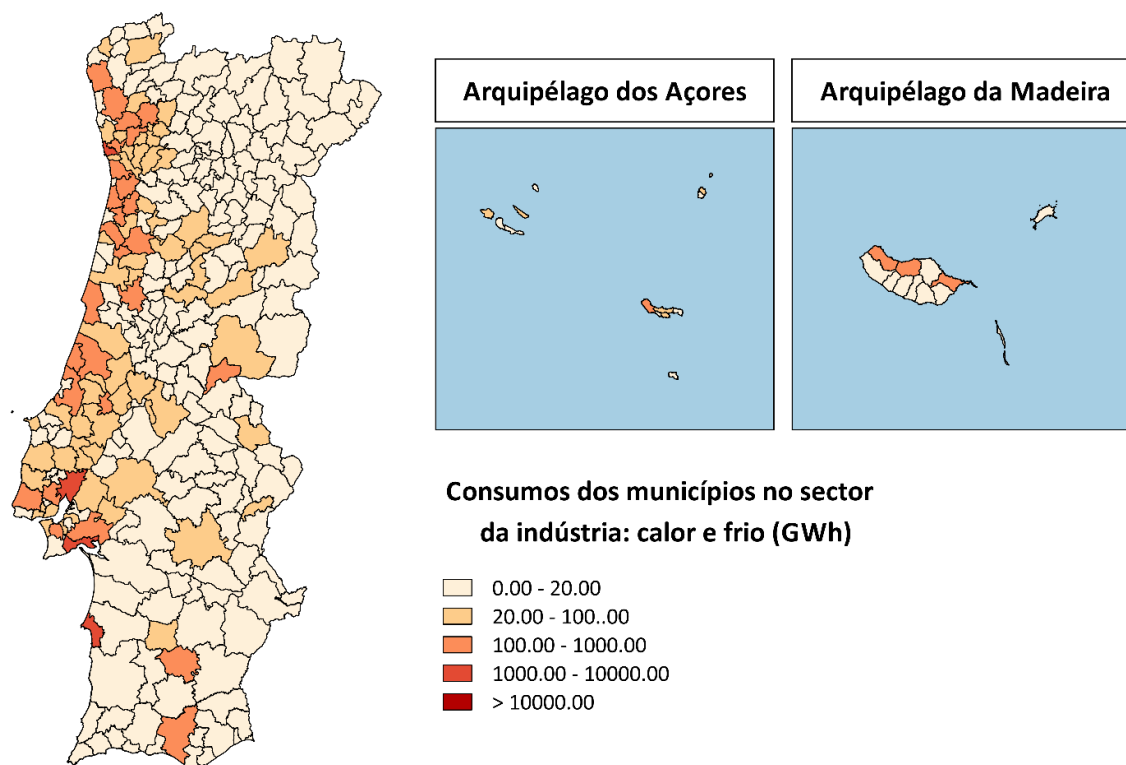 Arquipélago dos Açores
Arquipélago da Madeira
Consumos dos municípios no sector
da indústria: calor e frio (GWh)
0.00 - 20.00
20.00 - 100..00
100.00 - 1000.00
1000.00 - 10000.00
> 10000.00